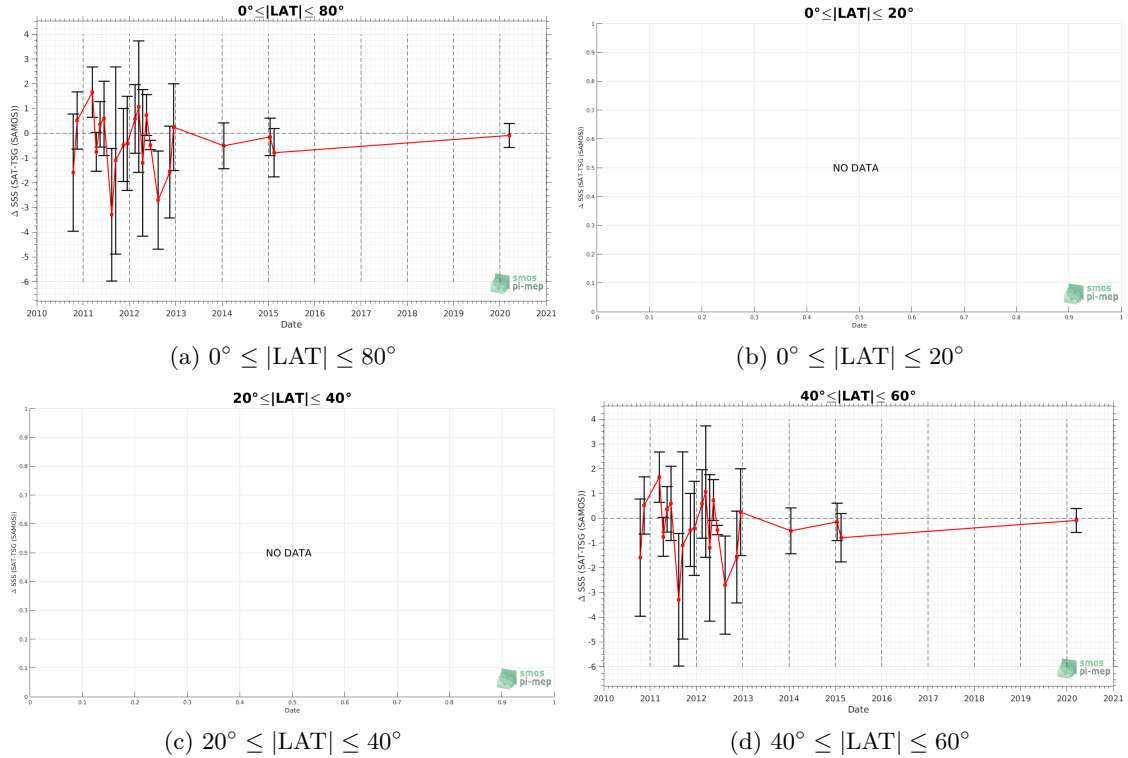 0°≤|LAT|≤ 80°
4
3
2
1
0
-1
-2
-3
-4
-5
-6
Δ SSS (SAT-TSG (SAMOS))
2010 2011 2012 2013 2014 2015 2016 2017 2018 2019 2020 2021
Date
smos
pi-mep
(a) 0° ≤ |LAT| ≤ 80°
0°≤|LAT|≤ 20°
1
0.9
0.8
0.7
0.6
0.5
0.4
0.3
0.2
0.1
0
Δ SSS (SAT-TSG (SAMOS))
NO DATA
0 0.1 0.2 0.3 0.4 0.5 0.6 0.7 0.8 0.9 1
Date
smos
pi-mep
(b) 0° ≤ |LAT| ≤ 20°
20°≤|LAT|≤ 40°
1
0.9
0.8
0.7
0.6
0.5
0.4
0.3
0.2
0.1
0
Δ SSS (SAT-TSG (SAMOS))
NO DATA
0 0.1 0.2 0.3 0.4 0.5 0.6 0.7 0.8 0.9 1
Date
smos
pi-mep
(c) 20° ≤ |LAT| ≤ 40°
40°≤|LAT|≤ 60°
4
3
2
1
0
-1
-2
-3
-4
-5
-6
Δ SSS (SAT-TSG (SAMOS))
2010 2011 2012 2013 2014 2015 2016 2017 2018 2019 2020 2021
Date
smos
pi-mep
(d) 40° ≤ |LAT| ≤ 60°